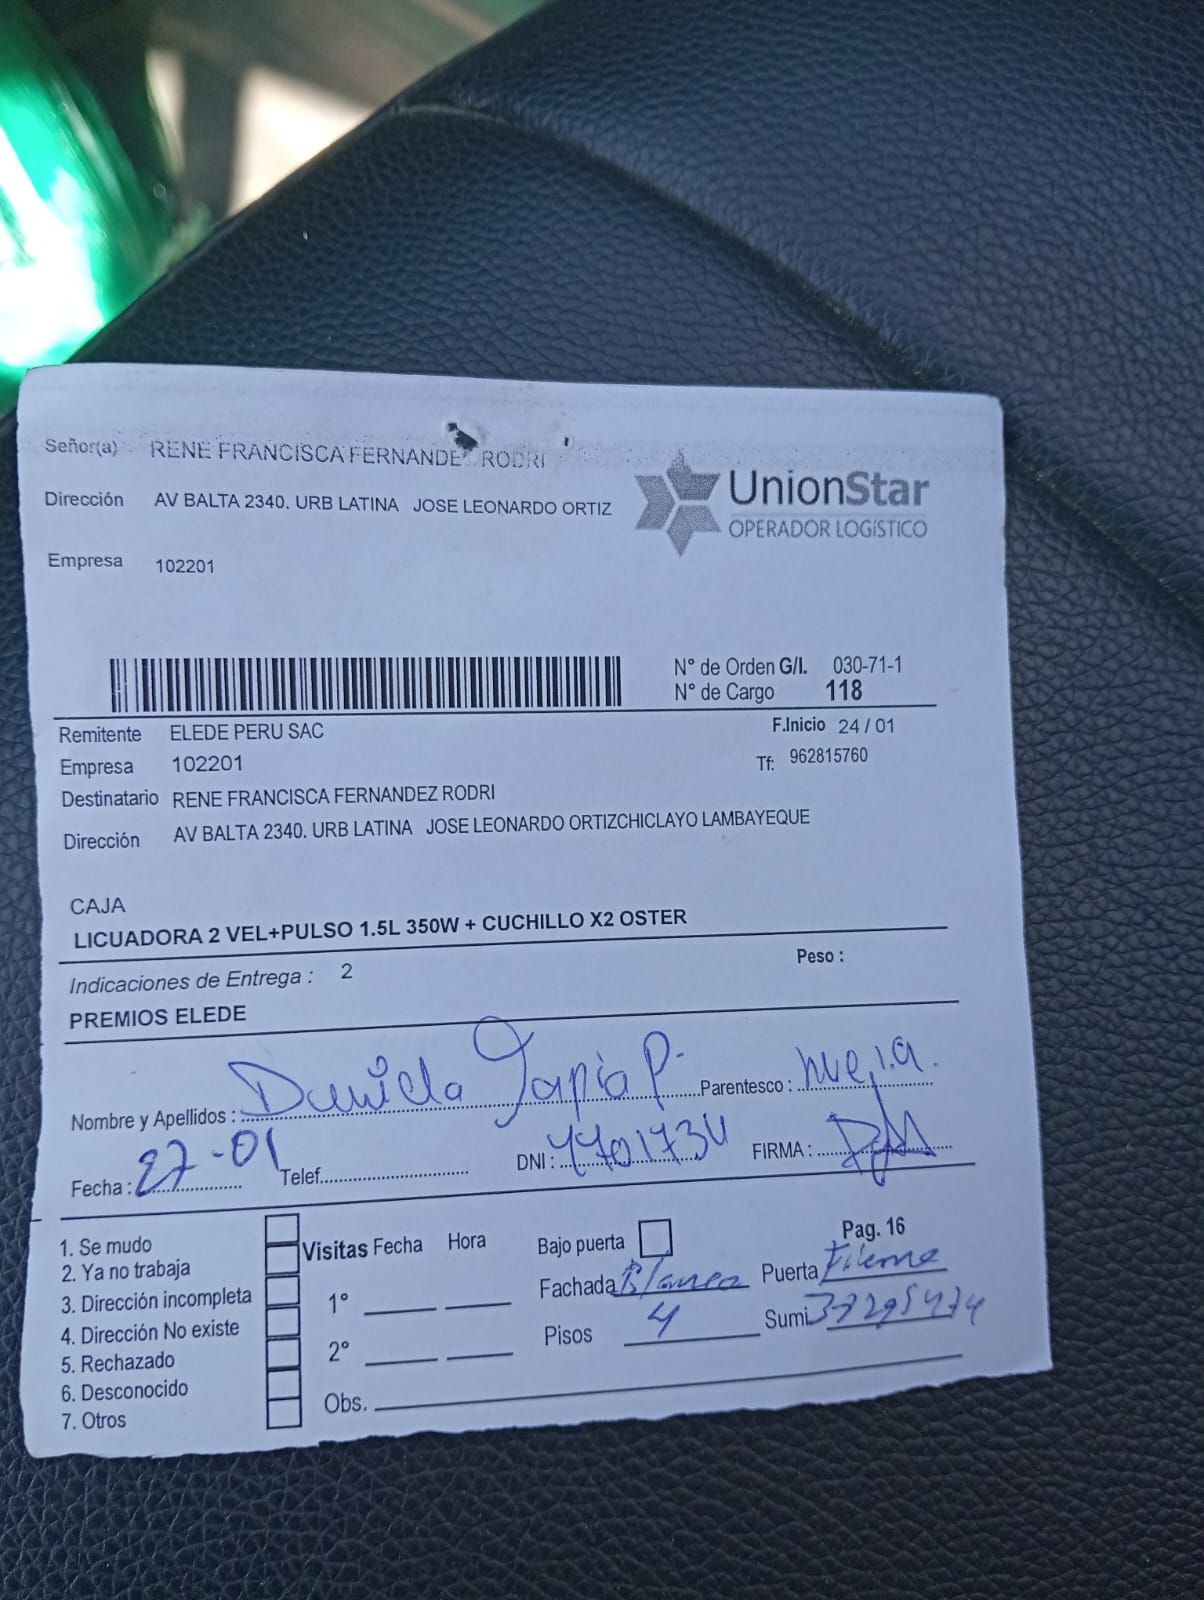 Señor(a) RENE FRANCISCA FERNANDE RODRI
Dirección AV BALTA 2340. URB LATINA JOSE LEONARDO ORTIZ
UnionStar
OPERADOR LOGÍSTICO
Empresa 102201
N° de Orden G/I. 030-71-1
N° de Cargo 118
Remitente ELEDE PERU SAC
F.Inicio 24 / 01
Empresa 102201
Tf: 962815760
Destinatario RENE FRANCISCA FERNANDEZ RODRI
Dirección AV BALTA 2340. URB LATINA JOSE LEONARDO ORTIZCHICLAYO LAMBAYEQUE
CAJA
LICUADORA 2 VEL+PULSO 1.5L 350W + CUCHILLO X2 OSTER
Indicaciones de Entrega : 2
Peso :
PREMIOS ELEDE
Nombre y Apellidos : Daniela Tapia P. Parentesco :
Fecha : 27-01 Telef. DNI : FIRMA :
1. Se mudo
2. Ya no trabaja
3. Dirección incompleta
4. Dirección No existe
5. Rechazado
6. Desconocido
7. Otros
Visitas Fecha Hora
1°
2°
Obs.
Bajo puerta
Pag. 16
Fachada Blanca Puerta
Pisos 4 Sumi